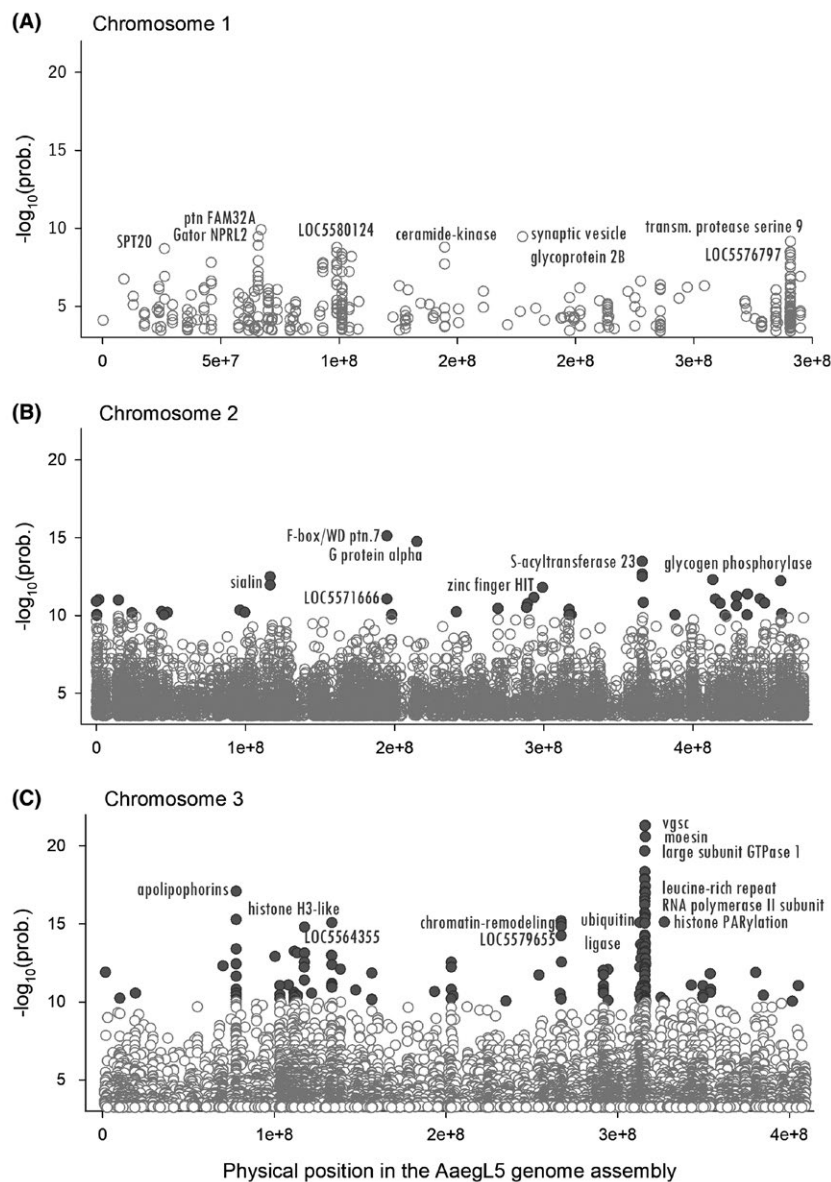 (A) Chromosome 1
20
15
10
5
-log10(prob.)
SPT20
ptn FAM32A
Gator NPRL2
LOC5580124
ceramide-kinase
synaptic vesicle
glycoprotein 2B
transm. protease serine 9
LOC5576797
0 5e+7 1e+8 2e+8 2e+8 3e+8 3e+8
(B) Chromosome 2
20
15
10
5
-log10(prob.)
sialin
F-box/WD ptn.7
G protein alpha
LOC5571666
zinc finger HIT
S-acyltransferase 23
glycogen phosphorylase
0 1e+8 2e+8 3e+8 4e+8
(C) Chromosome 3
20
15
10
5
-log10(prob.)
apolipophorins
histone H3-like
LOC5564355
chromatin-remodeling
LOC5579655
ubiquitin
ligase
vgsc
moesin
large subunit GTPase 1
leucine-rich repeat
RNA polymerase II subunit
histone PARylation
0 1e+8 2e+8 3e+8 4e+8
Physical position in the AaegL5 genome assembly